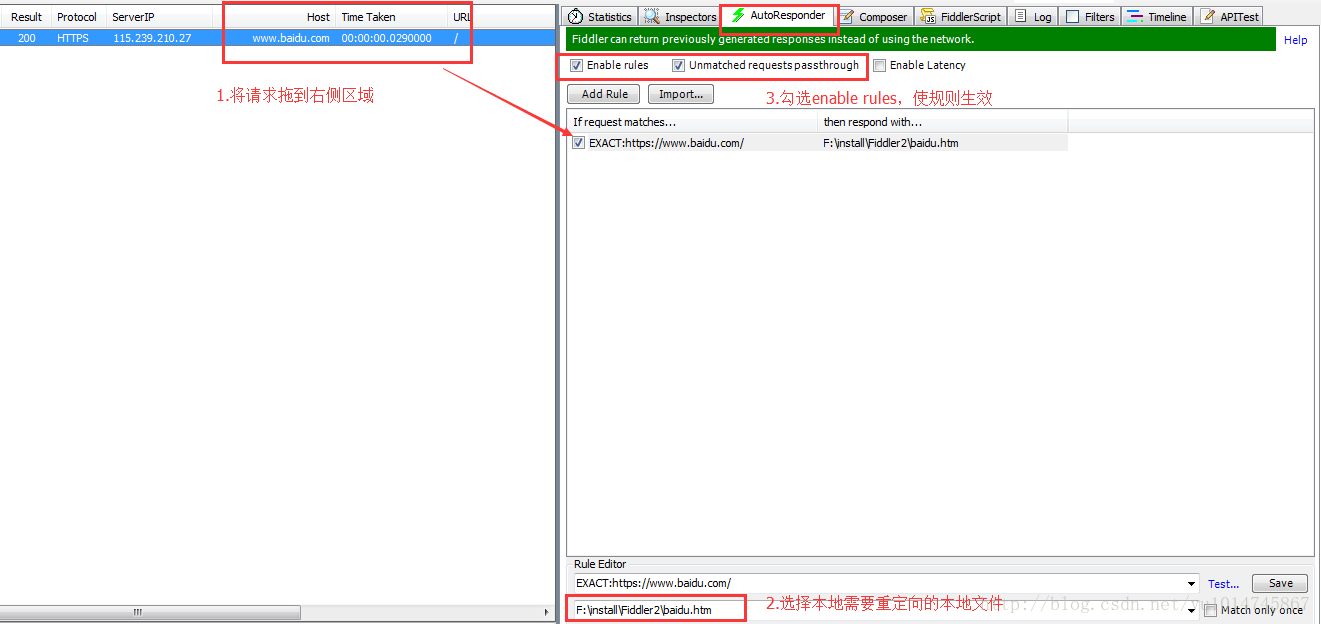 Result Protocol ServerIP Host Time Taken URL
200 HTTPS 115.239.210.27 www.baidu.com 00:00:00.0290000 /
1.将请求拖到右侧区域
Statistics Inspectors AutoResponder Composer FiddlerScript Log Filters Timeline APITest
Fiddler can return previously generated responses instead of using the network. Help
Enable rules Unmatched requests passthrough Enable Latency
Add Rule Import... 3.勾选enable rules，使规则生效
If request matches... then respond with...
EXACT:https://www.baidu.com/ F:\install\Fiddler2\baidu.htm
Rule Editor
EXACT:https://www.baidu.com/ Test... Save
F:\install\Fiddler2\baidu.htm 2.选择本地需要重定向的本地文件 Match only once